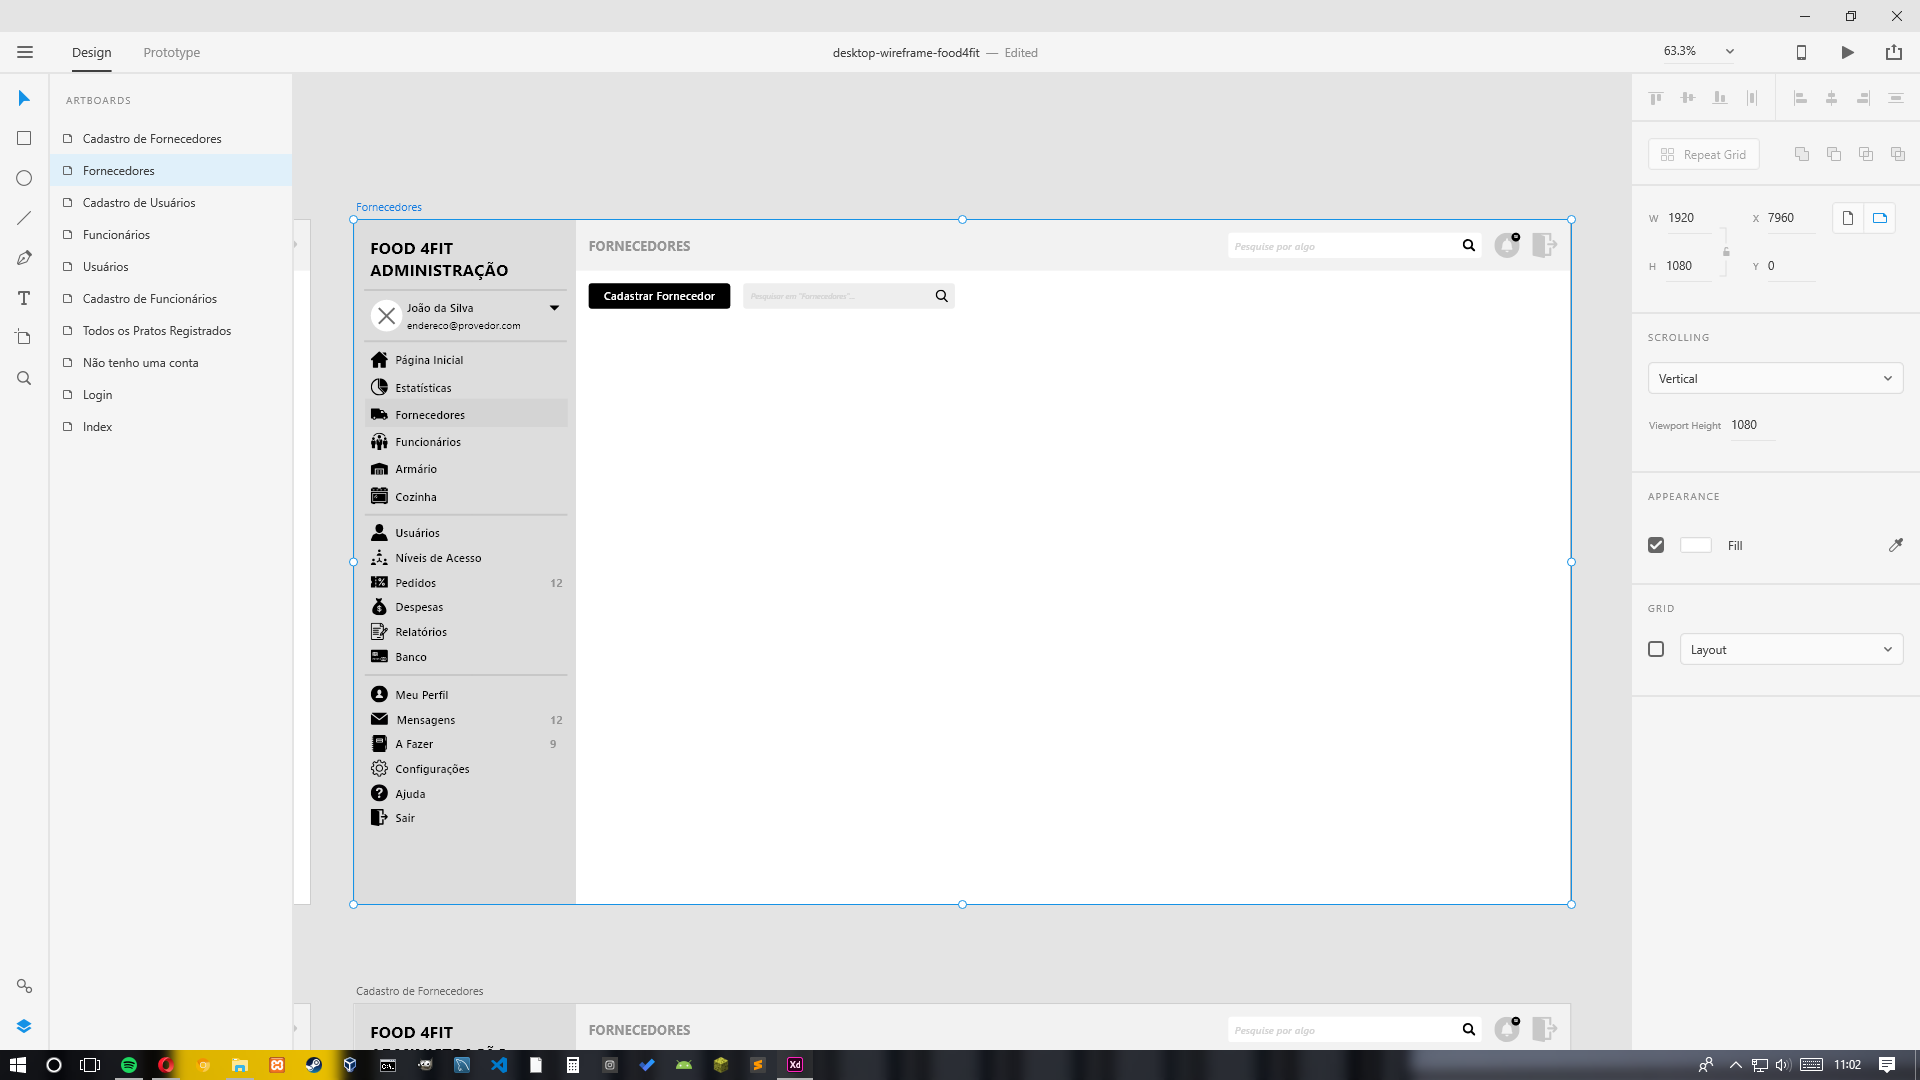 Design
Prototype
desktop-wireframe-food4fit — Edited
63.3%
ARTBOARDS
Cadastro de Fornecedores
Fornecedores
Cadastro de Usuários
Funcionários
Usuários
Cadastro de Funcionários
Todos os Pratos Registrados
Não tenho uma conta
Login
Index
Fornecedores
FOOD 4FIT
ADMINISTRAÇÃO
João da Silva
endereco@provedor.com
Página Inicial
Estatísticas
Fornecedores
Funcionários
Armário
Cozinha
Usuários
Níveis de Acesso
Pedidos 12
Despesas
Relatórios
Banco
Meu Perfil
Mensagens 12
A Fazer 9
Configurações
Ajuda
Sair
FORNECEDORES
Pesquise por algo
Cadastrar Fornecedor
Pesquisar em "Fornecedores"...
Cadastro de Fornecedores
FOOD 4FIT
FORNECEDORES
Pesquise por algo
Repeat Grid
W 1920
X 7960
H 1080
Y 0
SCROLLING
Vertical
Viewport Height 1080
APPEARANCE
Fill
GRID
Layout
Xd
11:02